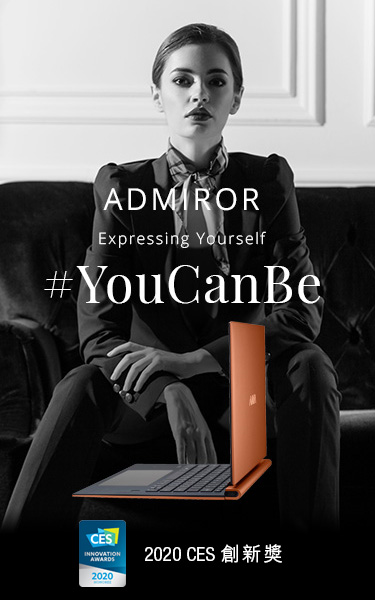 ADMIROR
Expressing Yourself
#YouCanBe
CES
INNOVATION
AWARDS
2020
2020 CES 創新獎